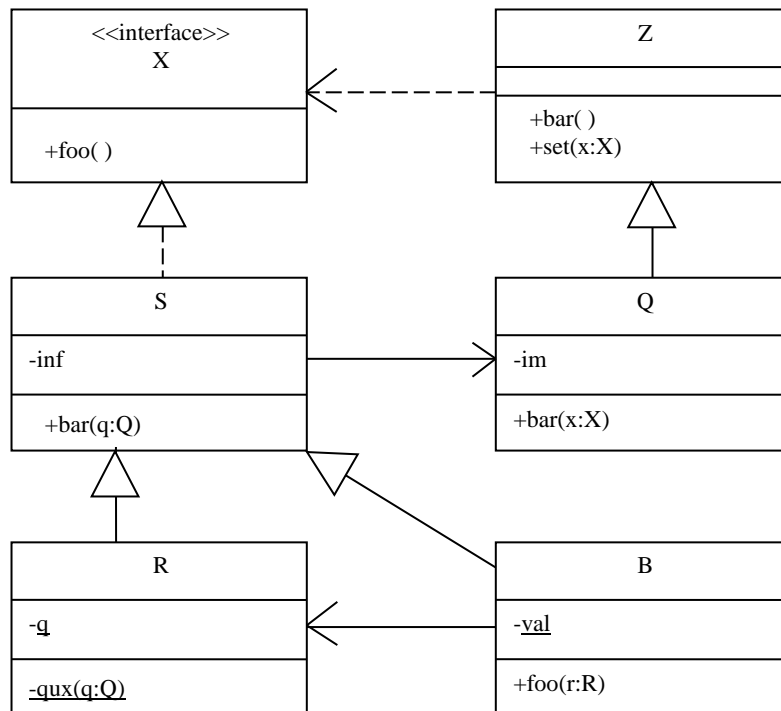 <<interface>>
X
+foo( )
Z
+bar( )
+set(x:X)
S
-inf
+bar(q:Q)
Q
-im
+bar(x:X)
R
-q
-qux(q:Q)
B
-val
+foo(r:R)